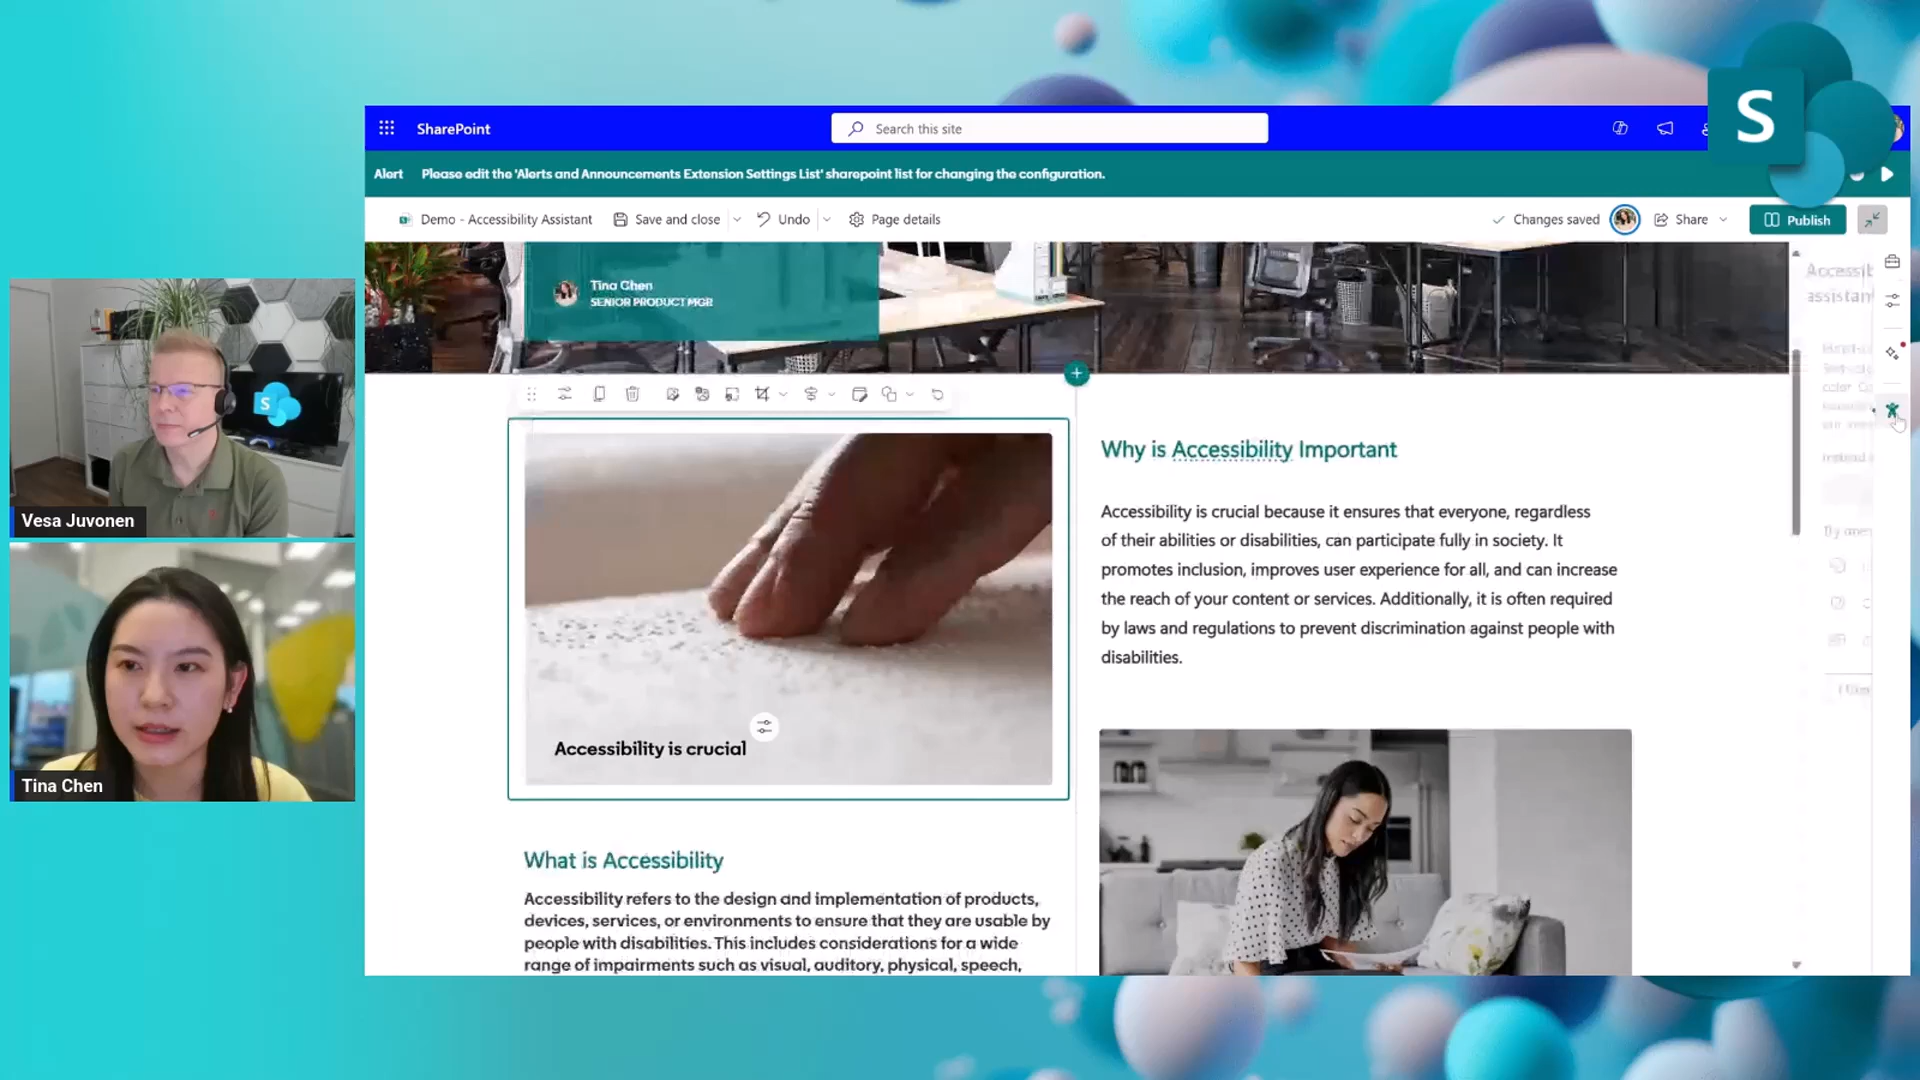 S
SharePoint
Search this site
Alert
Please edit the 'Alerts and Announcements Extension Settings List' sharepoint list for changing the configuration.
Demo - Accessibility Assistant
Save and close
Undo
Page details
Changes saved
Share
Publish
Tina Chen
SENIOR PRODUCT MGR
Accessib
assistan
Why is Accessibility Important
Accessibility is crucial because it ensures that everyone, regardless
of their abilities or disabilities, can participate fully in society. It
promotes inclusion, improves user experience for all, and can increase
the reach of your content or services. Additionally, it is often required
by laws and regulations to prevent discrimination against people with
disabilities.
Accessibility is crucial
What is Accessibility
Accessibility refers to the design and implementation of products,
devices, services, or environments to ensure that they are usable by
people with disabilities. This includes considerations for a wide
range of impairments such as visual, auditory, physical, speech,
S
Vesa Juvonen
Tina Chen